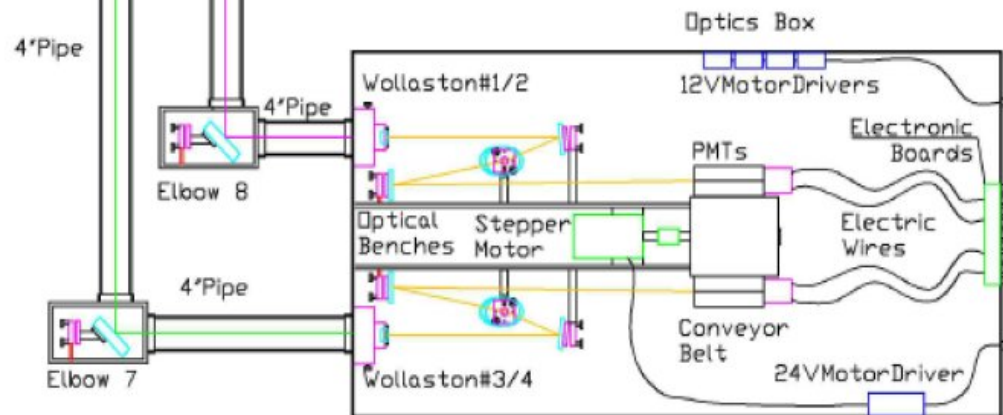 Optics Box
4"Pipe
Wollaston#1/2
12VMotorDrivers
4"Pipe
Electronic
Boards
PMTs
Elbow 8
Optical
Benches
Stepper
Motor
Electric
Wires
4"Pipe
Conveyor
Belt
Elbow 7
Wollaston#3/4
24VMotorDriver